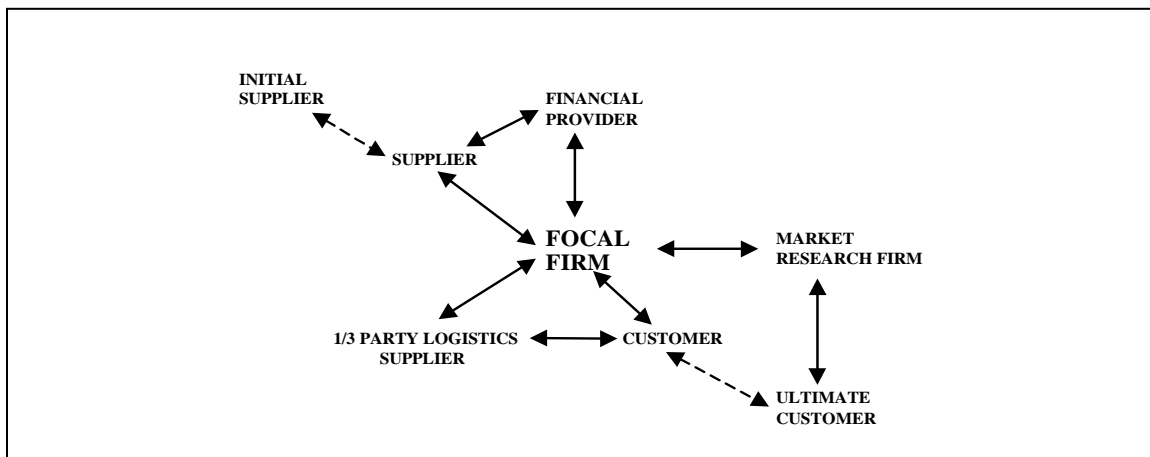 INITIAL
SUPPLIER
FINANCIAL
PROVIDER
SUPPLIER
FOCAL
FIRM
MARKET
RESEARCH FIRM
1/3 PARTY LOGISTICS
SUPPLIER
CUSTOMER
ULTIMATE
CUSTOMER